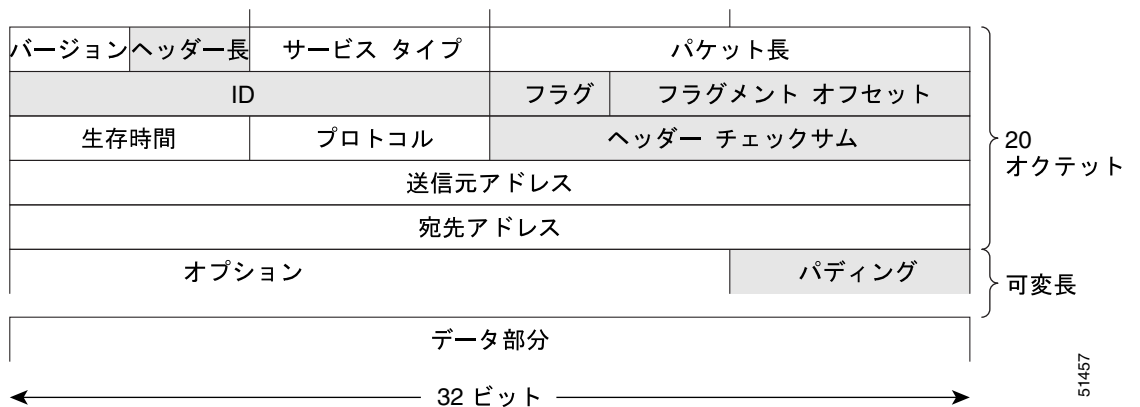 バージョン ヘッダー長 サービス タイプ パケット長
ID フラグ フラグメント オフセット
生存時間 プロトコル ヘッダー チェックサム
20
オクテット
送信元アドレス
宛先アドレス
オプション パディング
可変長
データ部分
32 ビット
51457